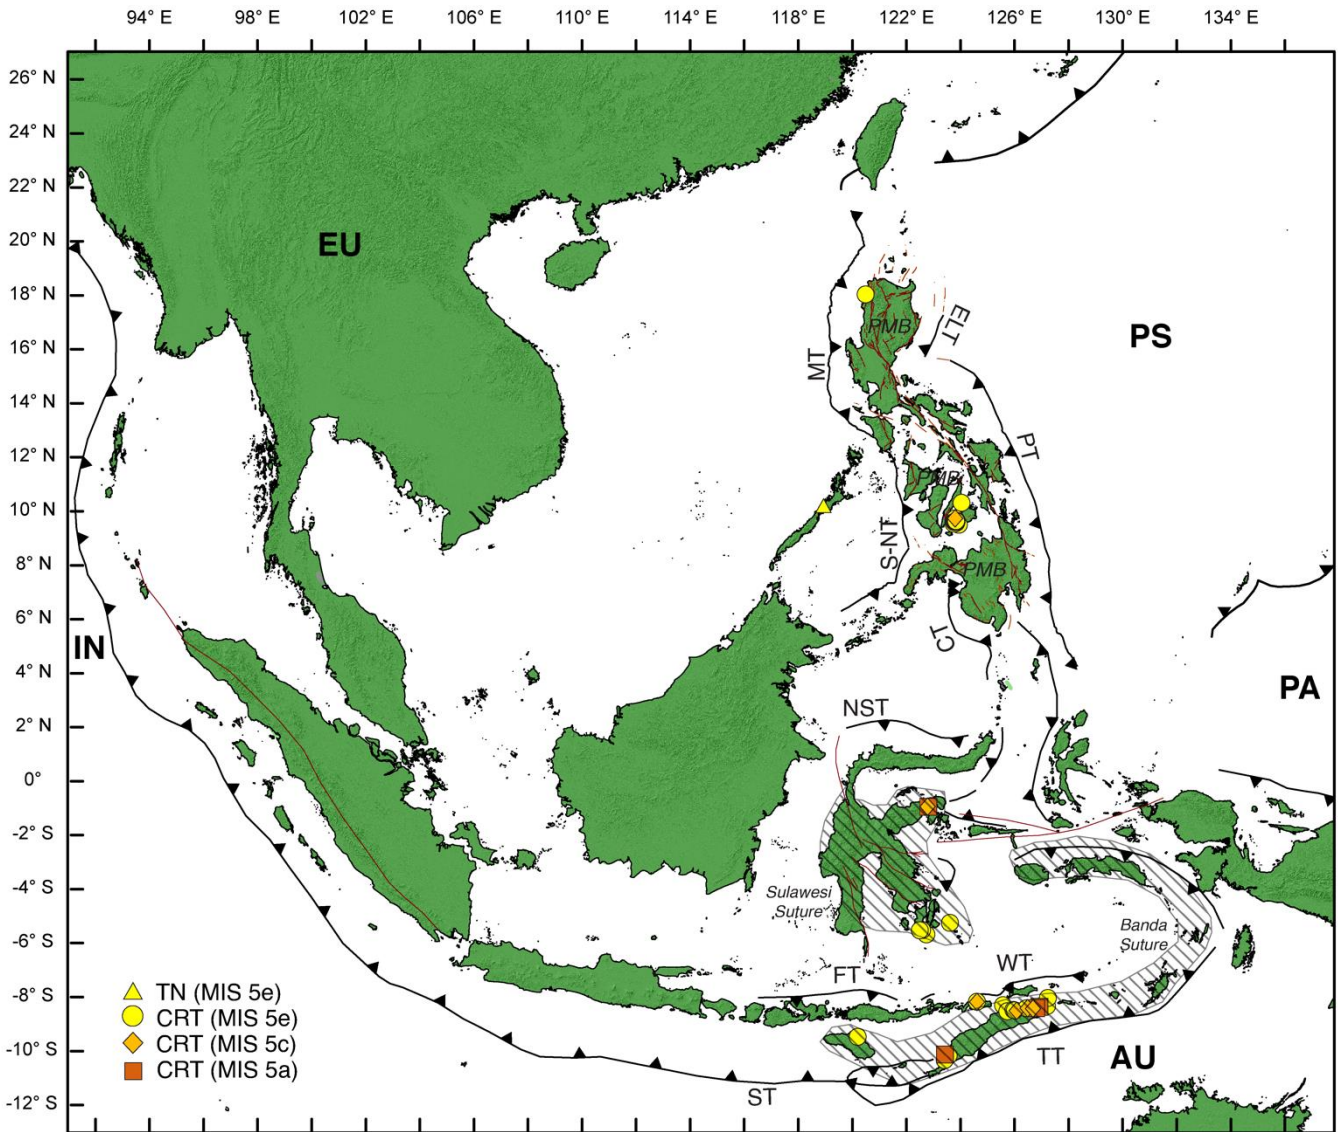 94° E 98° E 102° E 106° E 110° E 114° E 118° E 122° E 126° E 130° E 134° E
26° N
24° N
22° N
20° N
18° N
16° N
14° N
12° N
10° N
8° N
6° N
4° N
2° N
0°
-2° S
-4° S
-6° S
-8° S
-10° S
-12° S
EU
PS
PMB
ELT
MT
PT
PMB
S-NT
PMB
CT
IN
PA
NST
Sulawesi
Suture
Banda
Suture
WT
FT
TT
AU
ST
TN (MIS 5e)
CRT (MIS 5e)
CRT (MIS 5c)
CRT (MIS 5a)